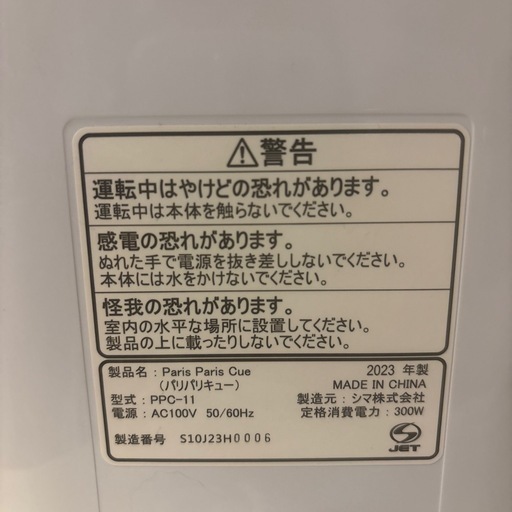 ⚠警告
運転中はやけどの恐れがあります。
運転中は本体を触らないでください。
感電の恐れがあります。
ぬれた手で電源を抜き差ししないでください。
本体には水をかけないでください。
怪我の恐れがあります。
室内の水平な場所に設置してください。
製品の上に載ったりしないでください。
製品名：Paris Paris Cue 2023 年製
（パリパリキュー） MADE IN CHINA
型式：PPC-11 製造元：シマ株式会社
電源：AC100V 50/60Hz 定格消費電力：300W
製造番号 S10J23H0006
JET